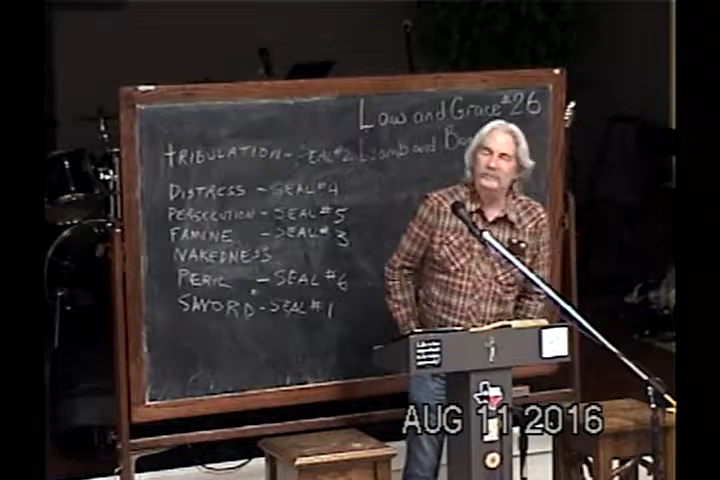 Law and Grace #26
TRIBULATION - SEAL #2 Lamb and
DISTRESS - SEAL #4
PERSECUTION - SEAL #5
FAMINE - SEAL #3
NAKEDNESS
PERIL - SEAL #6
SWORD - SEAL #1
AUG 11 2016